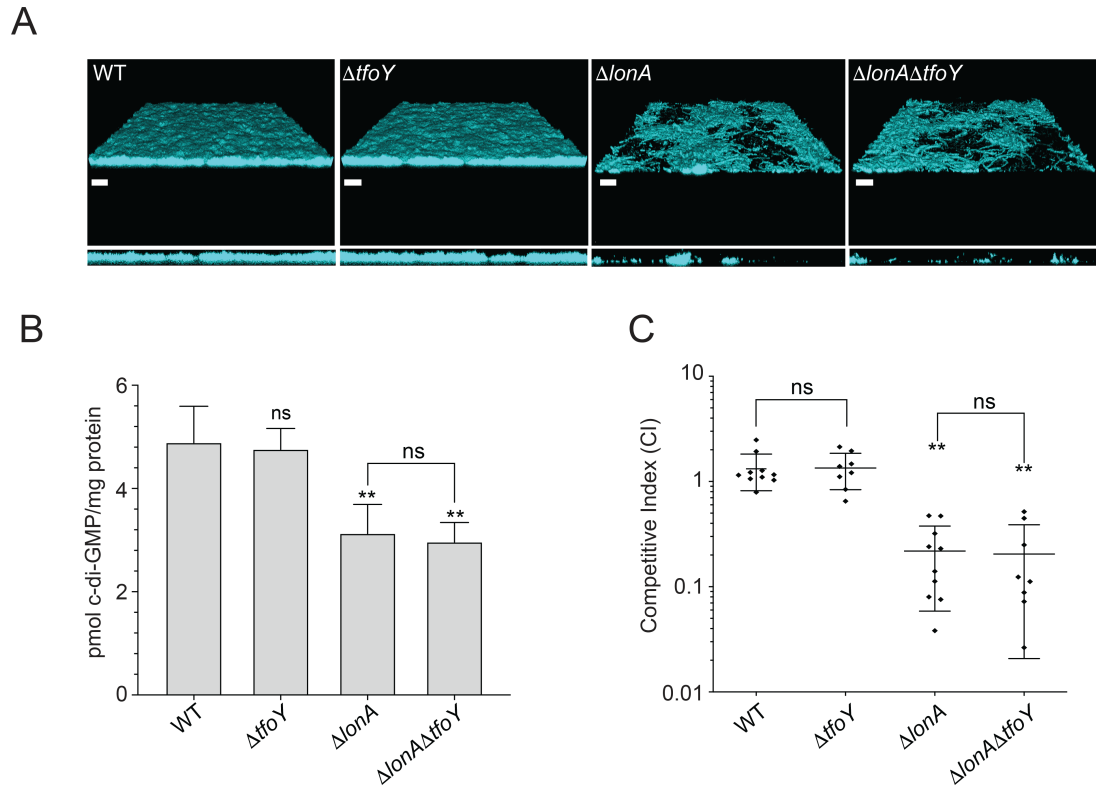 A
WT
ΔtfoY
ΔlonA
ΔlonAΔtfoY
B
6
4
2
0
pmol c-di-GMP/mg protein
ns
**
ns
**
WT
ΔtfoY
ΔlonA
ΔlonAΔtfoY
C
10
1
0.1
0.01
Competitive Index (CI)
ns
ns
**
**
WT
ΔtfoY
ΔlonA
ΔlonAΔtfoY